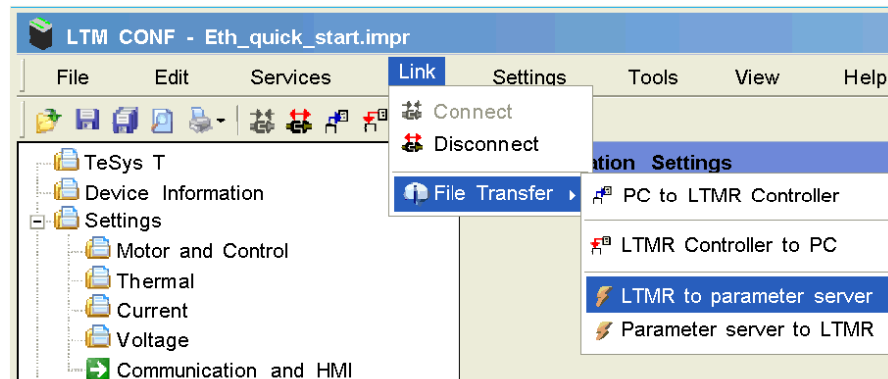 LTM CONF - Eth_quick_start.impr
File Edit Services Link Settings Tools View Help
Connect
Disconnect
File Transfer
PC to LTMR Controller
LTMR Controller to PC
LTMR to parameter server
Parameter server to LTMR
ation Settings
TeSys T
Device Information
Settings
Motor and Control
Thermal
Current
Voltage
Communication and HMI